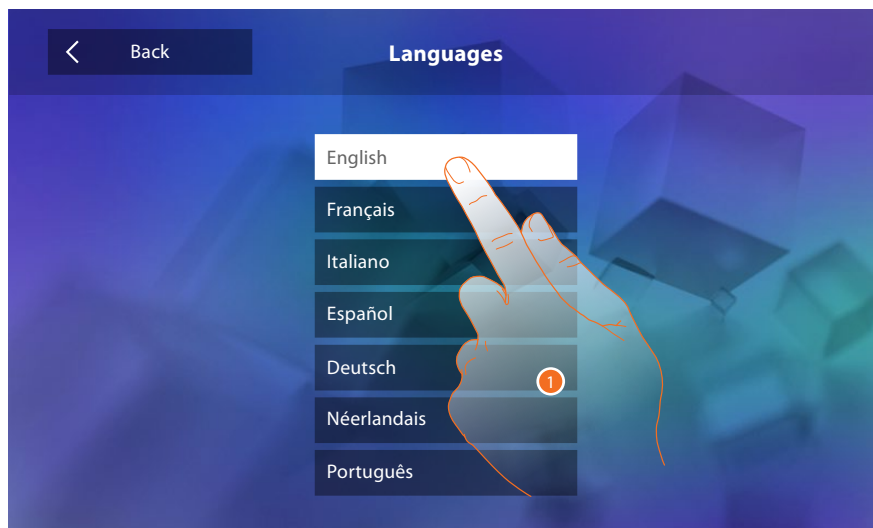 Back
Languages
English
Français
Italiano
Español
Deutsch
1
Néerlandais
Português